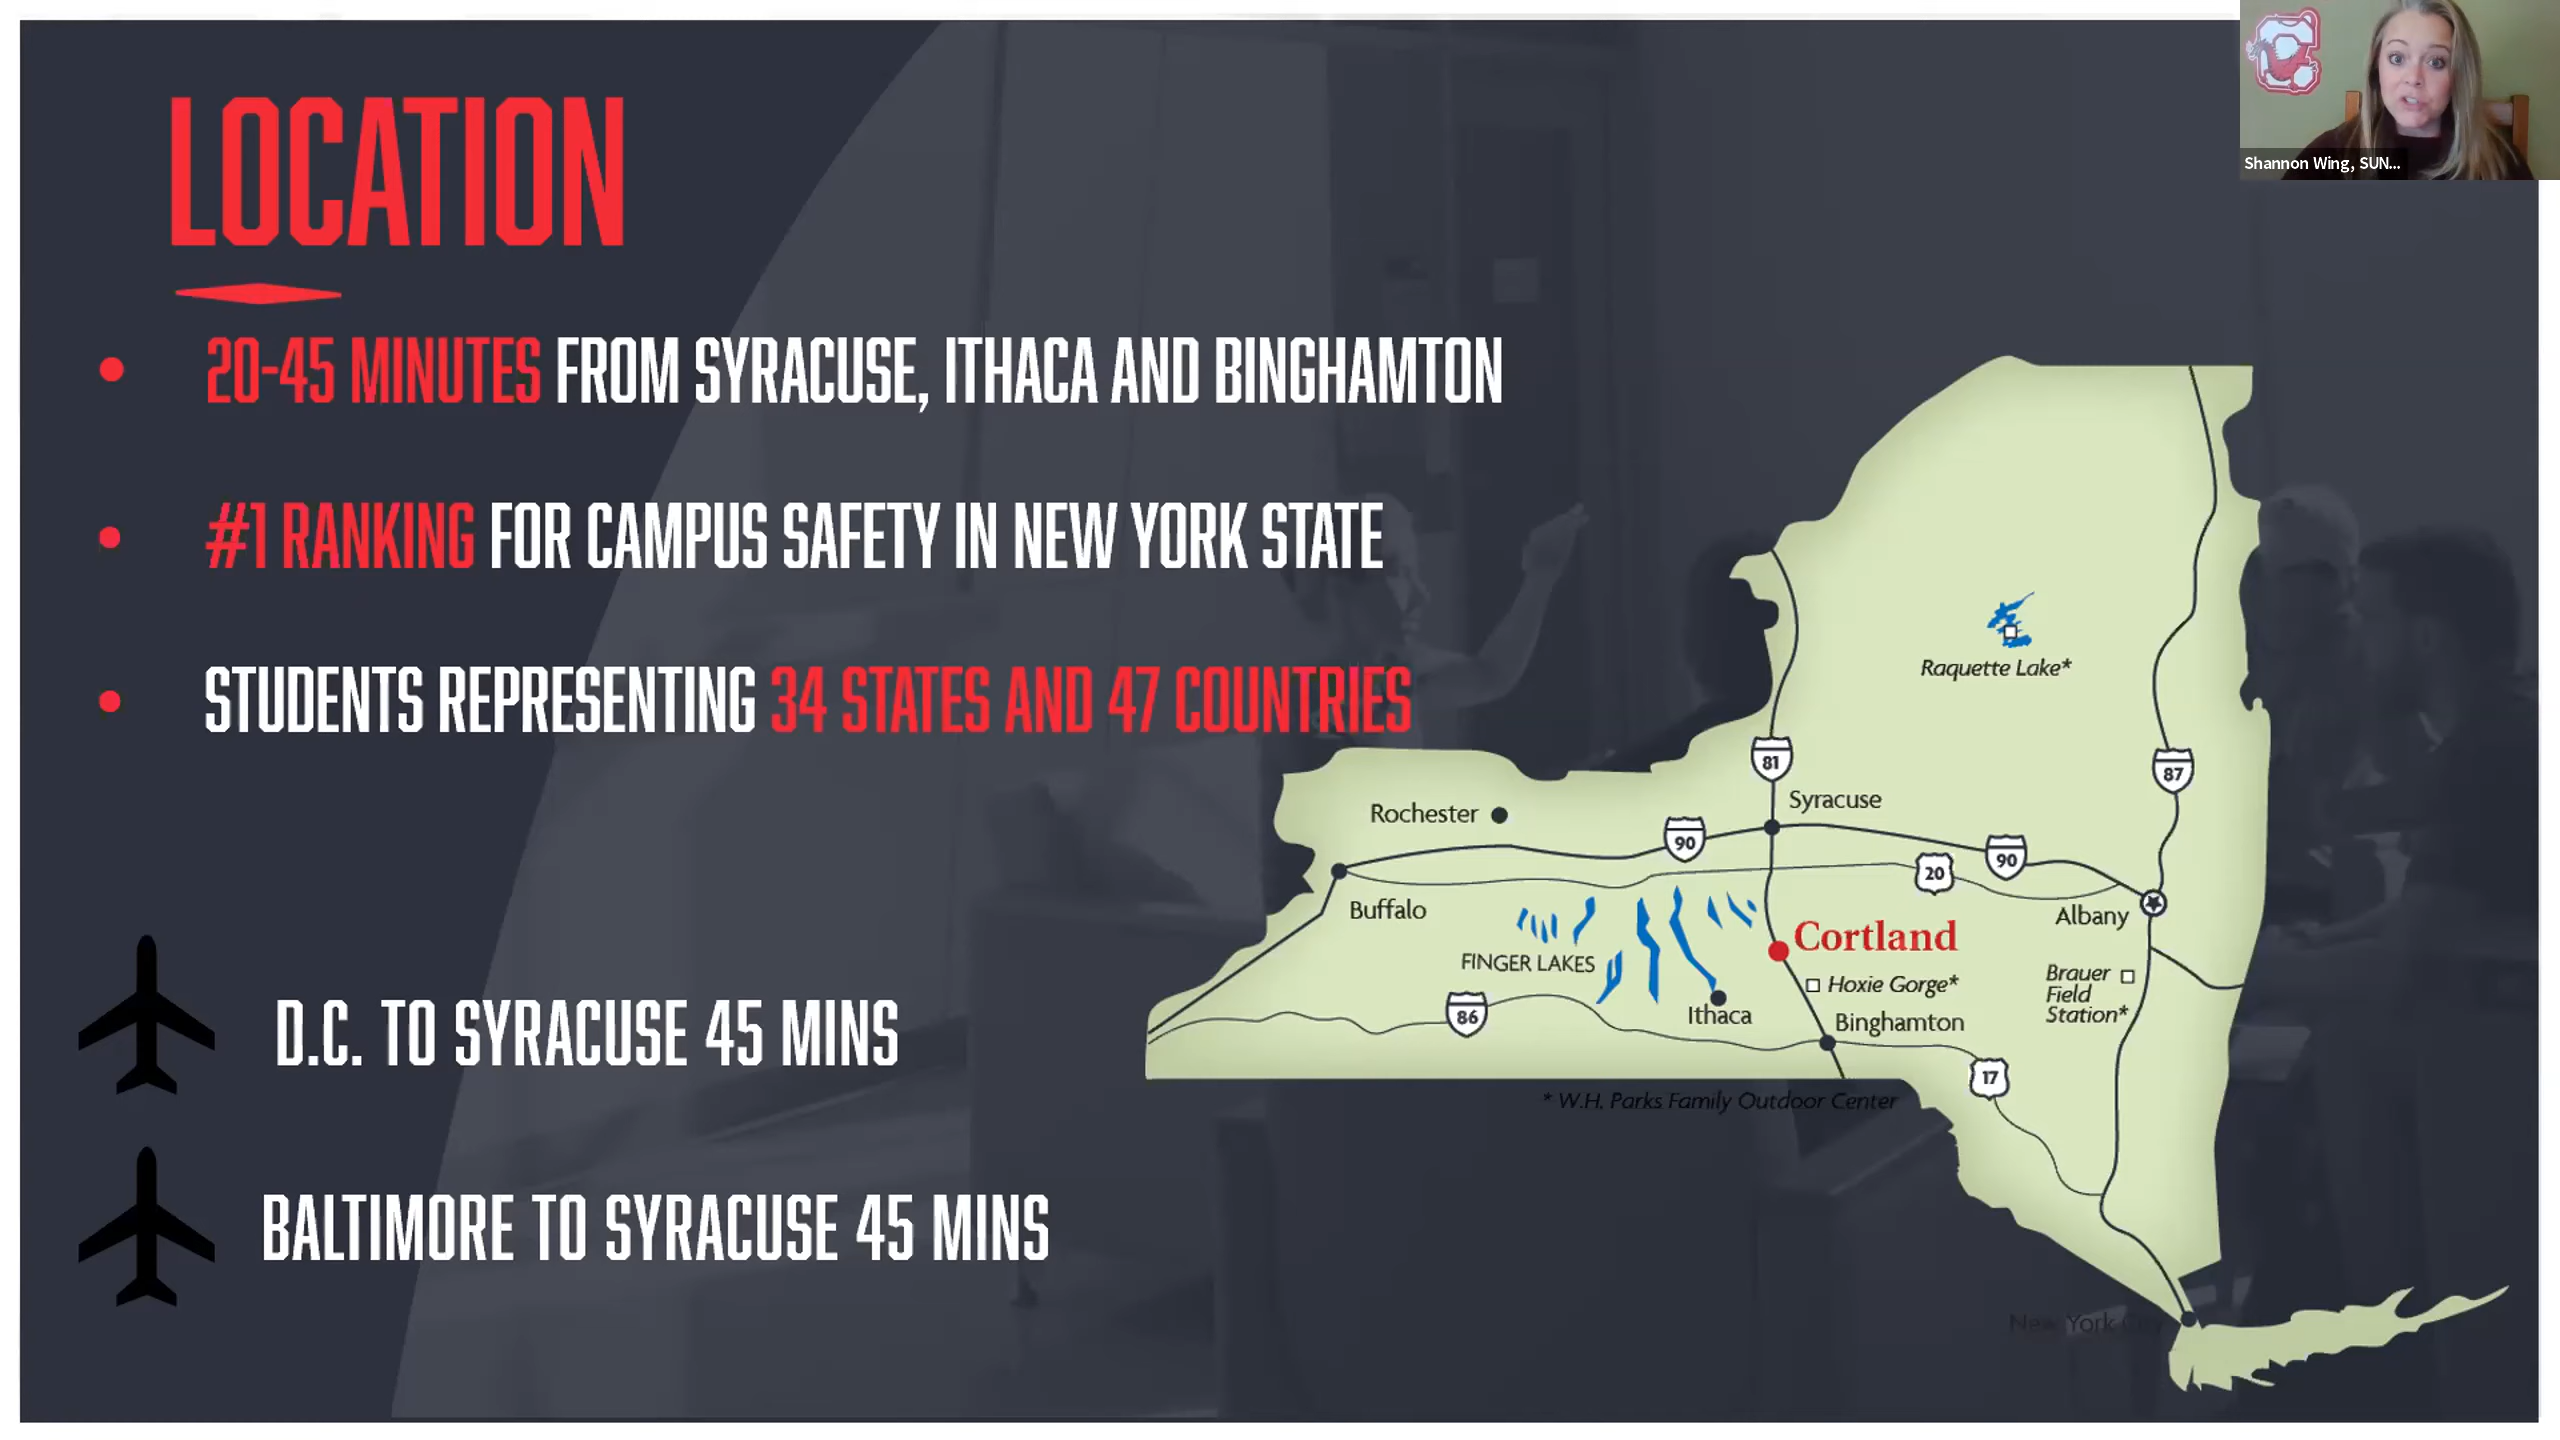 LOCATION
20-45 MINUTES FROM SYRACUSE, ITHACA AND BINGHAMTON
#1 RANKING FOR CAMPUS SAFETY IN NEW YORK STATE
STUDENTS REPRESENTING 34 STATES AND 47 COUNTRIES
D.C. TO SYRACUSE 45 MINS
BALTIMORE TO SYRACUSE 45 MINS
Shannon Wing, SUN...
C
Raquette Lake*
81
87
Syracuse
Rochester
90
90
20
Buffalo
Albany
Cortland
FINGER LAKES
Hoxie Gorge*
Brauer
Field
Station*
86
Ithaca
Binghamton
17
* W.H. Parks Family Outdoor Center
New York City